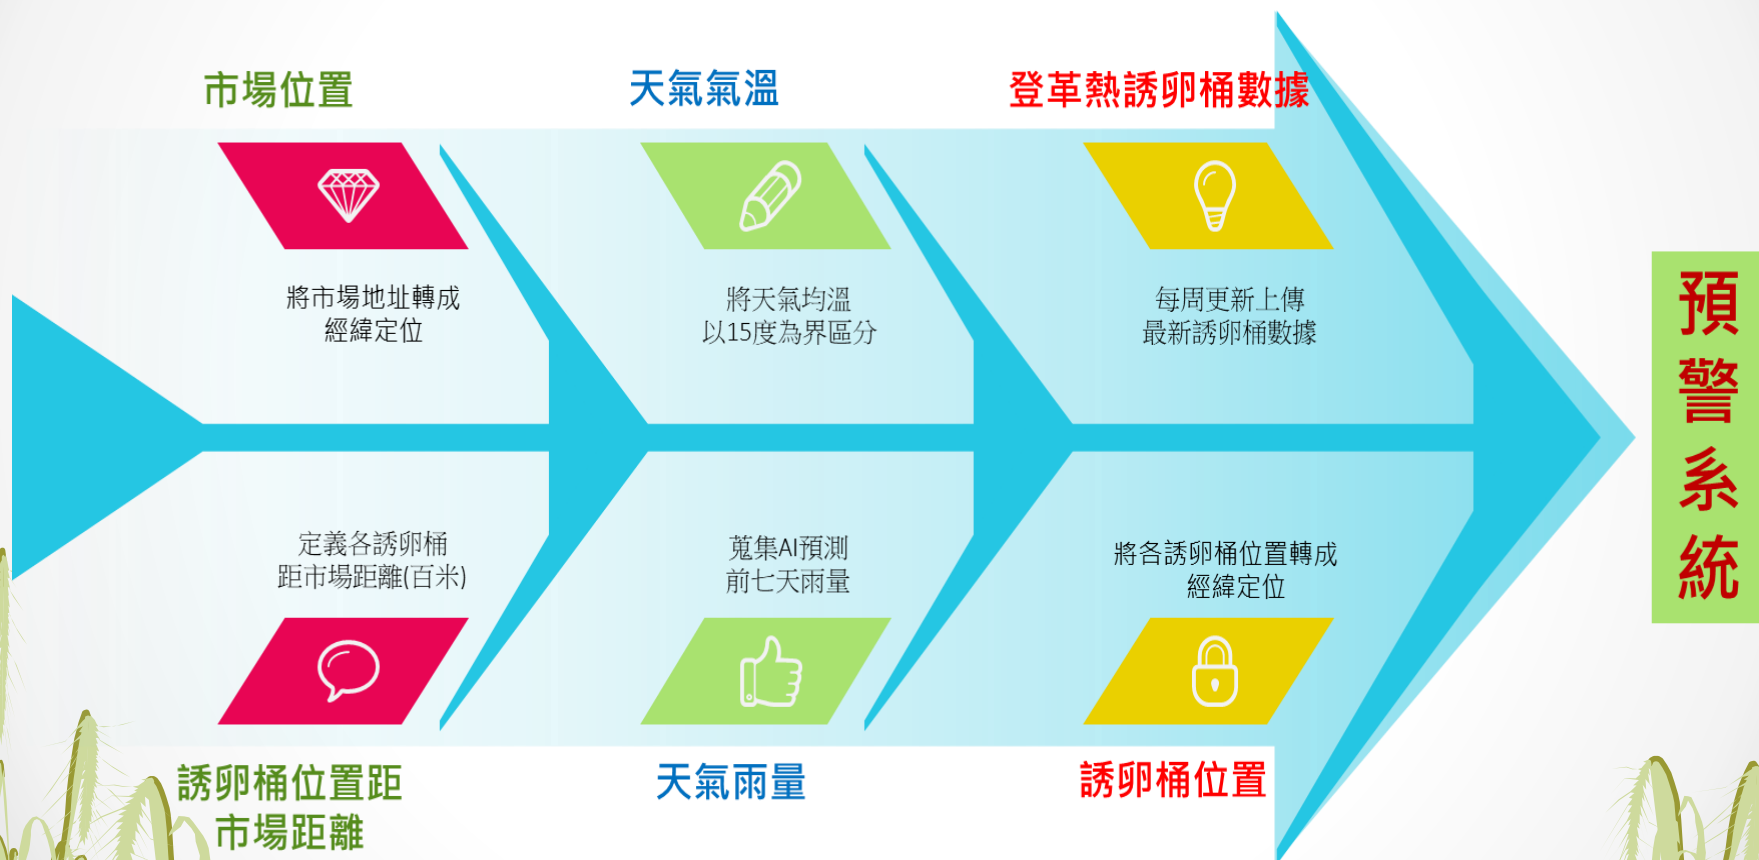 市場位置
天氣氣溫
登革熱誘卵桶數據
將市場地址轉成
經緯定位
將天氣均溫
以15度為界區分
每周更新上傳
最新誘卵桶數據
預警系統
定義各誘卵桶
距市場距離(百米)
蒐集AI預測
前七天雨量
將各誘卵桶位置轉成
經緯定位
誘卵桶位置距
市場距離
天氣雨量
誘卵桶位置